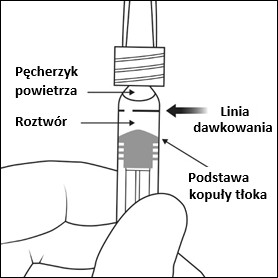 Pęcherzyk
powietrza
Roztwór
Linia
dawkowania
Podstawa
kopuły tłoka